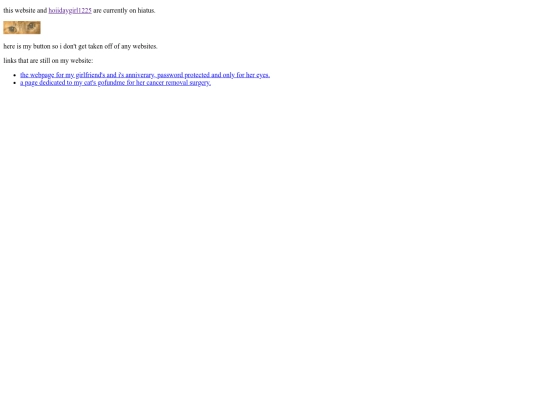 this website and hoiidaygirl1225 are currently on hiatus.
here is my button so i don't get taken off of any websites.
links that are still on my website:
the webpage for my girlfriend's and i's anniverary, password protected and only for her eyes.
a page dedicated to my cat's gofundme for her cancer removal surgery.